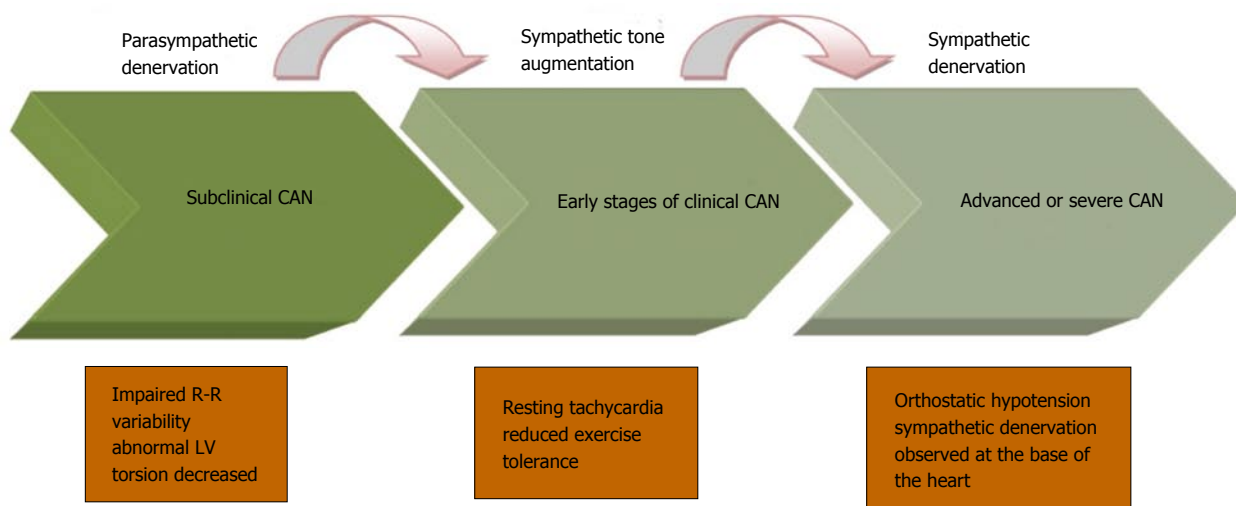 Parasympathetic
denervation
Sympathetic tone
augmentation
Sympathetic
denervation
Subclinical CAN
Early stages of clinical CAN
Advanced or severe CAN
Impaired R-R
variability
abnormal LV
torsion decreased
Resting tachycardia
reduced exercise
tolerance
Orthostatic hypotension
sympathetic denervation
observed at the base of
the heart